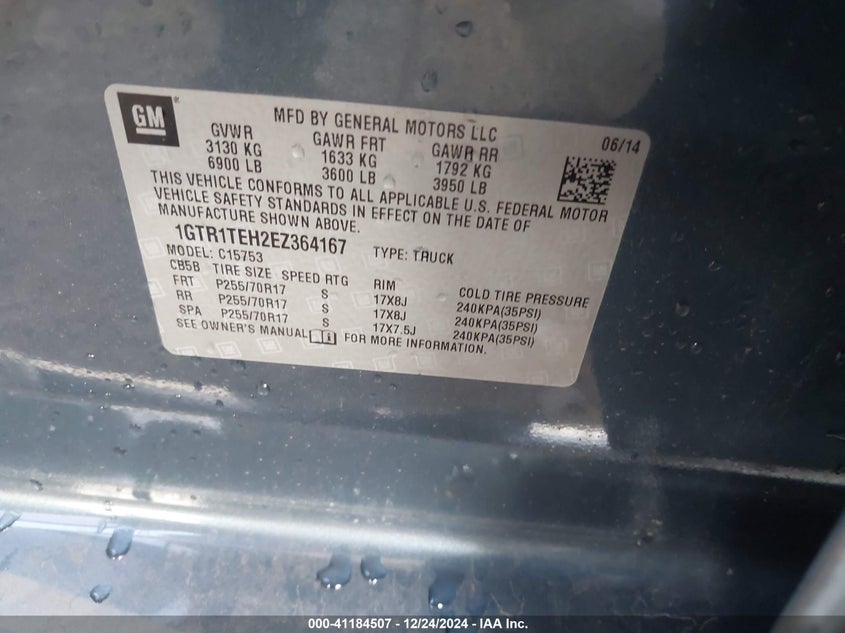 GM
MFD BY GENERAL MOTORS LLC
06/14
GVWR GAWR FRT GAWR RR
3130 KG 1633 KG 1792 KG
6900 LB 3600 LB 3950 LB
THIS VEHICLE CONFORMS TO ALL APPLICABLE U.S. FEDERAL MOTOR
VEHICLE SAFETY STANDARDS IN EFFECT ON THE DATE OF
MANUFACTURE SHOWN ABOVE.
1GTR1TEH2EZ364167 TYPE: TRUCK
MODEL: C15753
CB5B TIRE SIZE SPEED RTG RIM COLD TIRE PRESSURE
FRT P255/70R17 S 17X8J 240KPA(35PSI)
RR P255/70R17 S 17X8J 240KPA(35PSI)
SPA P255/70R17 S 17X7.5J 240KPA(35PSI)
SEE OWNER'S MANUAL FOR MORE INFORMATION.
000-41184507 - 12/24/2024 - IAA Inc.